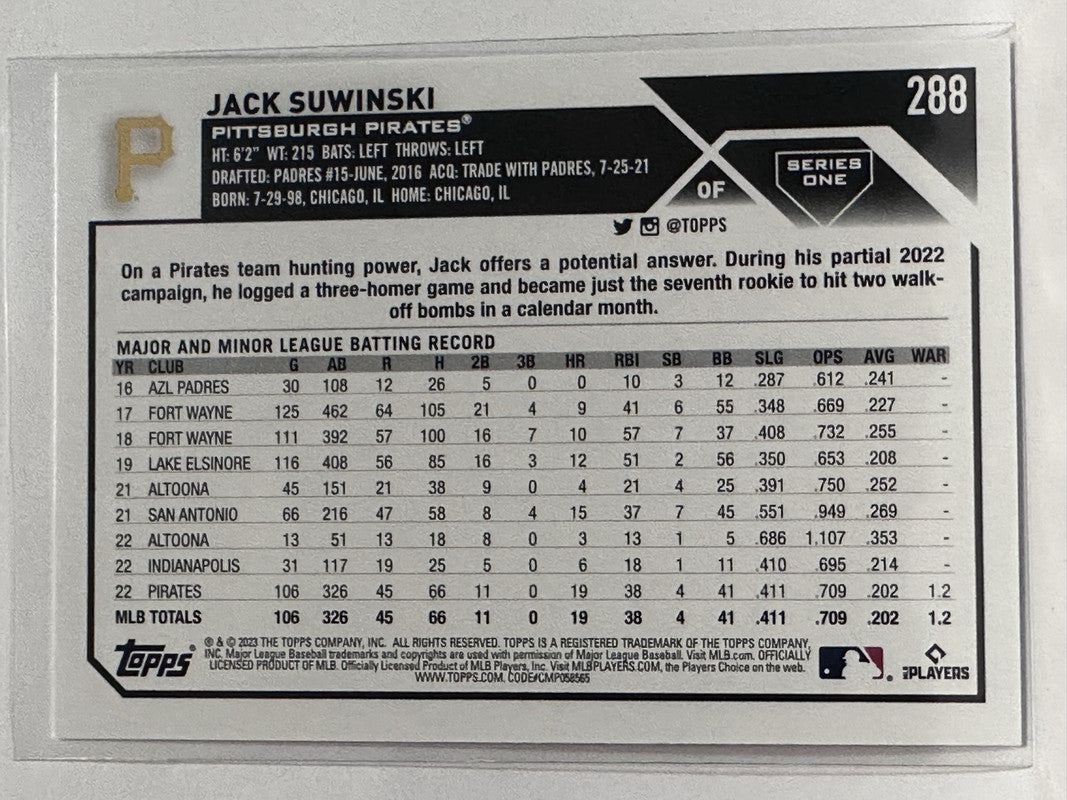 JACK SUWINSKI
288
P
PITTSBURGH PIRATES®
HT: 6'2" WT: 215 BATS: LEFT THROWS: LEFT
DRAFTED: PADRES #15-JUNE, 2016 ACQ: TRADE WITH PADRES, 7-25-21
BORN: 7-29-98, CHICAGO, IL HOME: CHICAGO, IL
OF
SERIES
ONE
@TOPPS
On a Pirates team hunting power, Jack offers a potential answer. During his partial 2022
campaign, he logged a three-homer game and became just the seventh rookie to hit two walk-
off bombs in a calendar month.
MAJOR AND MINOR LEAGUE BATTING RECORD
YR CLUB G AB R H 2B 3B HR RBI SB BB SLG OPS AVG WAR
16 AZL PADRES 30 108 12 26 5 0 0 10 3 12 .287 .612 .241 -
17 FORT WAYNE 125 462 64 105 21 4 9 41 6 55 .348 .669 .227 -
18 FORT WAYNE 111 392 57 100 16 7 10 57 7 37 .408 .732 .255 -
19 LAKE ELSINORE 116 408 56 85 16 3 12 51 2 56 .350 .653 .208 -
21 ALTOONA 45 151 21 38 9 0 4 21 4 25 .391 .750 .252 -
21 SAN ANTONIO 66 216 47 58 8 4 15 37 7 45 .551 .949 .269 -
22 ALTOONA 13 51 13 18 8 0 3 13 1 5 .686 1.107 .353 -
22 INDIANAPOLIS 31 117 19 25 5 0 6 18 1 11 .410 .695 .214 -
22 PIRATES 106 326 45 66 11 0 19 38 4 41 .411 .709 .202 1.2
MLB TOTALS 106 326 45 66 11 0 19 38 4 41 .411 .709 .202 1.2
Topps®
® & © 2023 THE TOPPS COMPANY, INC. ALL RIGHTS RESERVED. TOPPS IS A REGISTERED TRADEMARK OF THE TOPPS COMPANY,
INC. Major League Baseball trademarks and copyrights are used with permission of Major League Baseball. Visit MLB.com. OFFICIALLY
LICENSED PRODUCT OF MLB. Officially Licensed Product of MLB Players, Inc. Visit MLBPLAYERS.COM, the Players Choice on the web.
WWW.TOPPS.COM. CODE#CMP058565
PLAYERS